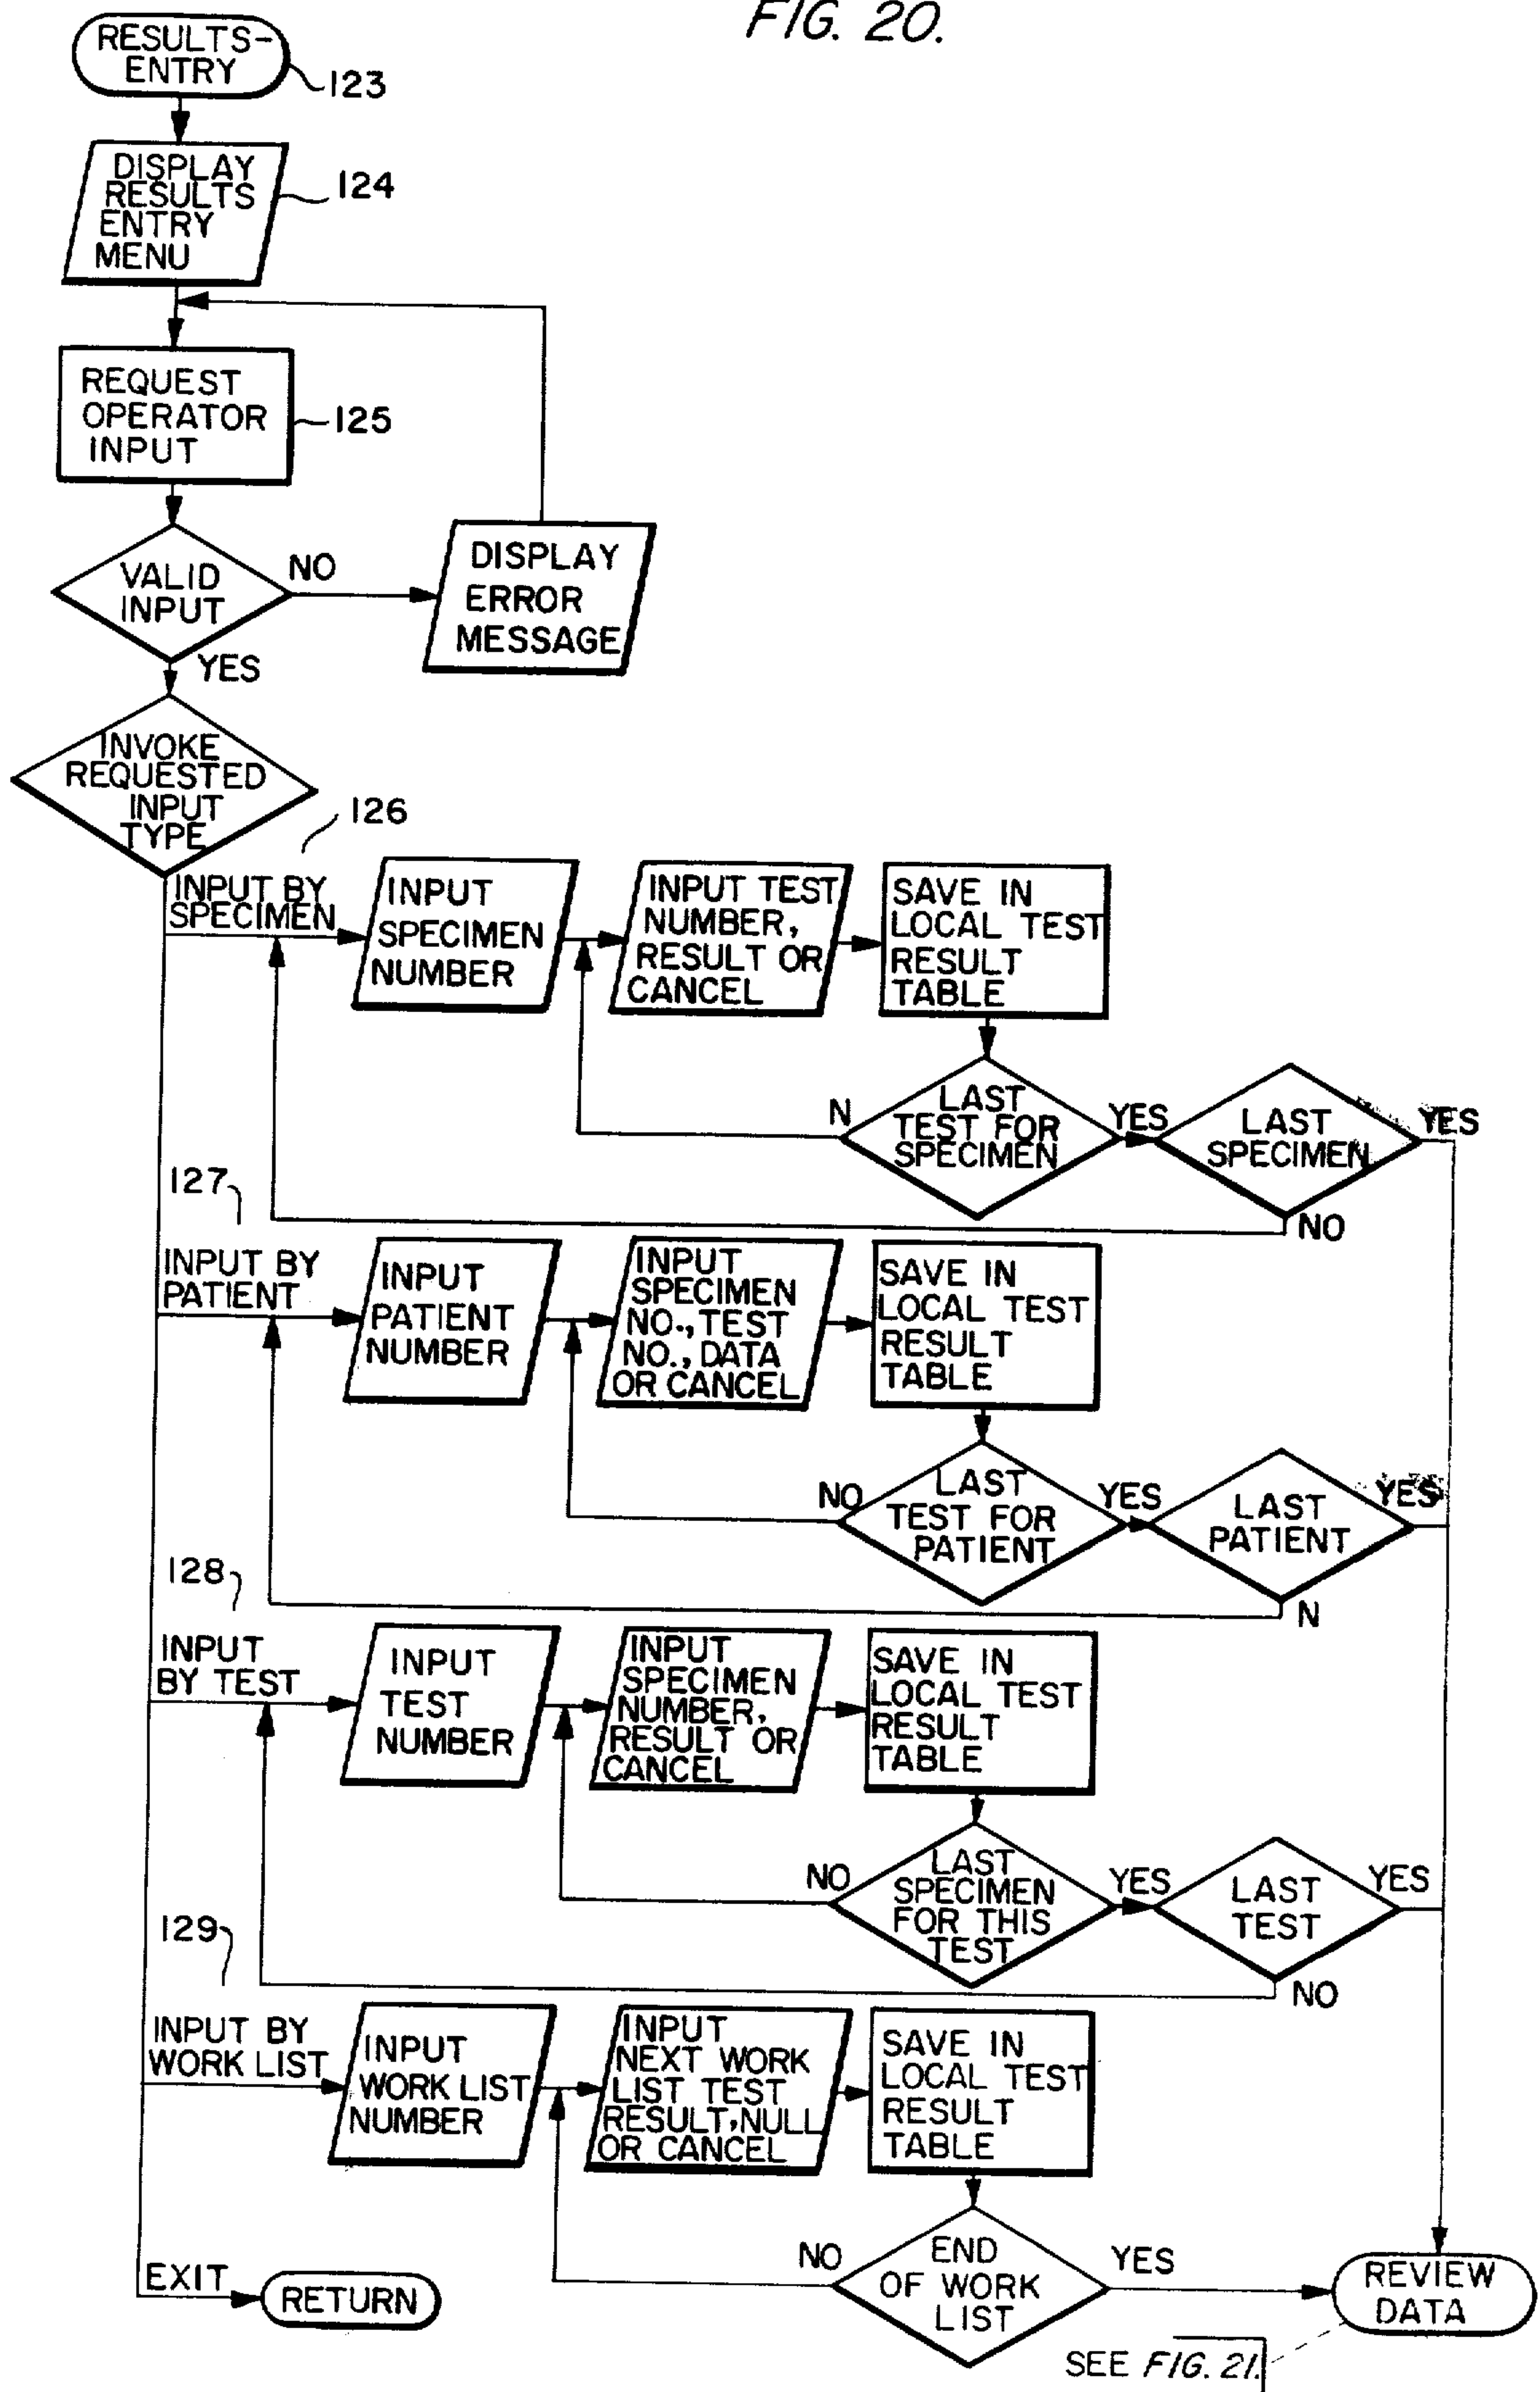 FIG. 20.
RESULTS-
ENTRY
123
DISPLAY
RESULTS
ENTRY
MENU
124
REQUEST
OPERATOR
INPUT
125
VALID
INPUT
NO
DISPLAY
ERROR
MESSAGE
YES
INVOKE
REQUESTED
INPUT
TYPE
126
INPUT BY
SPECIMEN
INPUT
SPECIMEN
NUMBER
INPUT TEST
NUMBER,
RESULT OR
CANCEL
SAVE IN
LOCAL TEST
RESULT
TABLE
N
LAST
TEST FOR
SPECIMEN
YES
LAST
SPECIMEN
YES
NO
127
INPUT BY
PATIENT
INPUT
PATIENT
NUMBER
INPUT
SPECIMEN
NO., TEST
NO., DATA
OR CANCEL
SAVE IN
LOCAL TEST
RESULT
TABLE
NO
LAST
TEST FOR
PATIENT
YES
LAST
PATIENT
YES
N
128
INPUT
BY TEST
INPUT
TEST
NUMBER
INPUT
SPECIMEN
NUMBER,
RESULT OR
CANCEL
SAVE IN
LOCAL TEST
RESULT
TABLE
NO
LAST
SPECIMEN
FOR THIS
TEST
YES
LAST
TEST
YES
NO
129
INPUT BY
WORK LIST
INPUT
WORK LIST
NUMBER
INPUT
NEXT WORK
LIST TEST
RESULT, NULL
OR CANCEL
SAVE IN
LOCAL TEST
RESULT
TABLE
NO
END
OF WORK
LIST
YES
REVIEW
DATA
EXIT
RETURN
SEE FIG. 21.